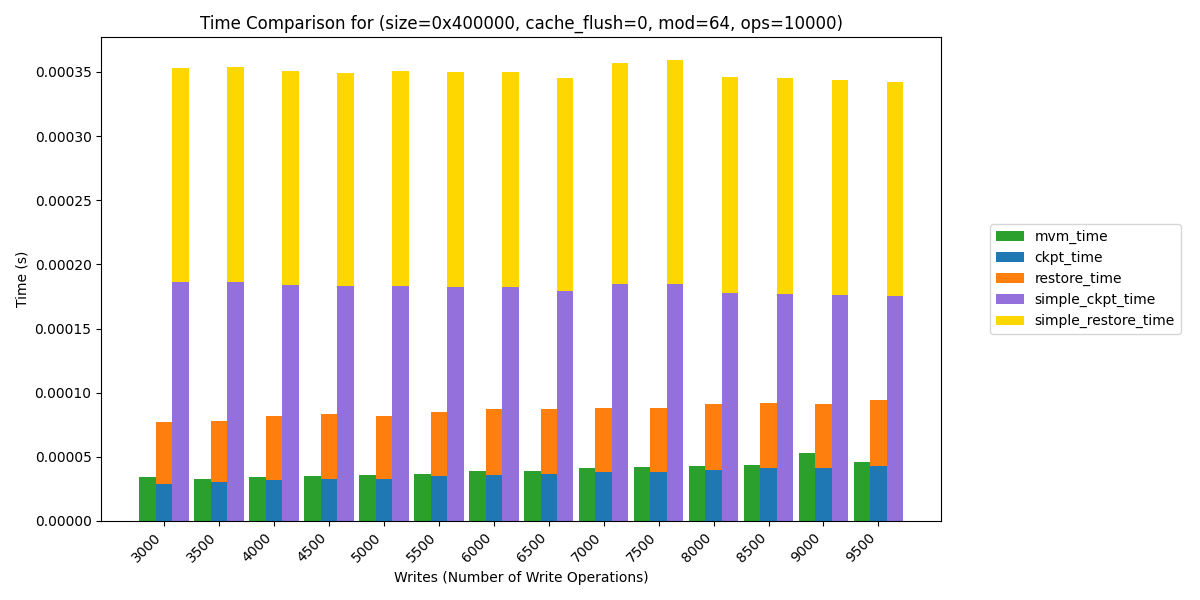 Time Comparison for (size=0x400000, cache_flush=0, mod=64, ops=10000)
Time (s)
0.00035
0.00030
0.00025
0.00020
0.00015
0.00010
0.00005
0.00000
3000
3500
4000
4500
5000
5500
6000
6500
7000
7500
8000
8500
9000
9500
Writes (Number of Write Operations)
mvm_time
ckpt_time
restore_time
simple_ckpt_time
simple_restore_time